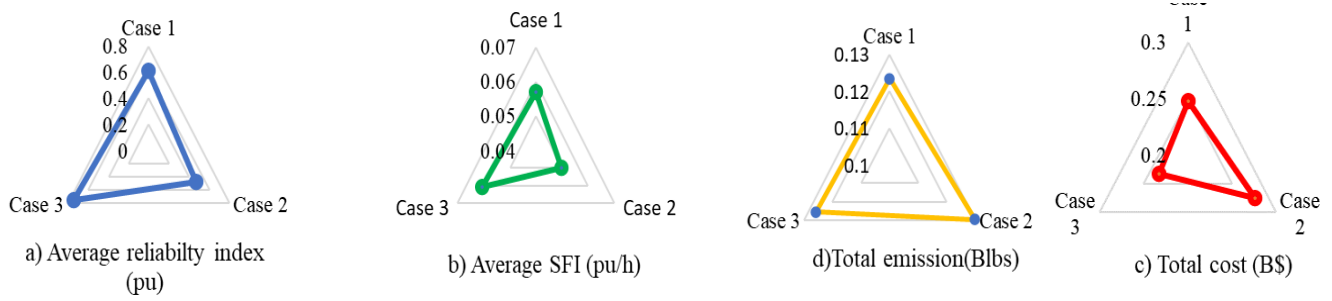 Case 1
0.8
0.6
0.4
0.2
0
Case 3
Case 2
a) Average reliabilty index
(pu)
Case 1
0.07
0.06
0.05
0.04
Case 3
Case 2
b) Average SFI (pu/h)
Case 1
0.13
0.12
0.11
0.1
Case 3
Case 2
d)Total emission(Blbs)
Case
1
0.3
0.25
0.2
Case
3
Case
2
c) Total cost (B$)